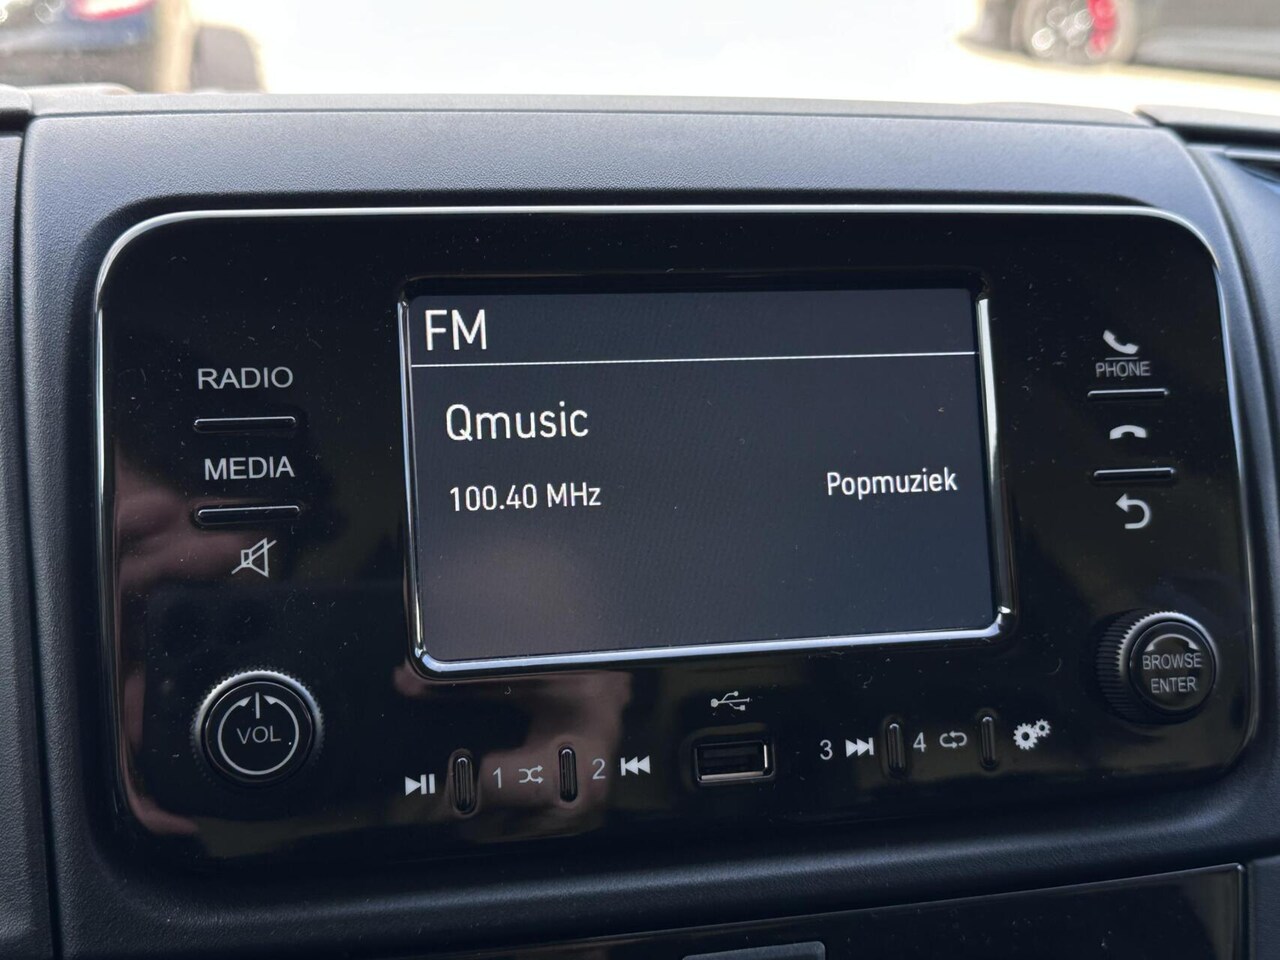 FM
Qmusic
100.40 MHz Popmuziek
RADIO
MEDIA
VOL
PHONE
BROWSE
ENTER
1 2 3 4